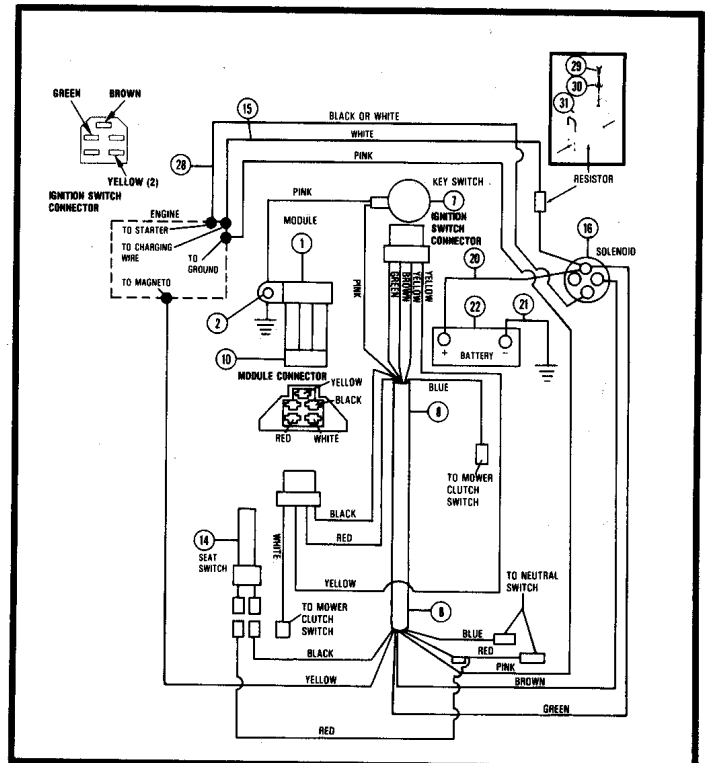 GREEN
BROWN
YELLOW (2)
IGNITION SWITCH
CONNECTOR
15
28
BLACK OR WHITE
WHITE
PINK
29
30
31
RESISTOR
ENGINE
TO STARTER
TO CHARGING
WIRE
TO
GROUND
TO MAGNETO
PINK
MODULE
1
2
10
KEY SWITCH
7
IGNITION
SWITCH
CONNECTOR
16
SOLENOID
PINK
GREEN
BROWN
YELLOW
YELLOW
20
22
21
+
BATTERY
−
MODULE CONNECTOR
YELLOW
BLACK
RED
WHITE
BLUE
8
TO MOWER
CLUTCH
SWITCH
14
SEAT
SWITCH
WHITE
BLACK
RED
YELLOW
TO MOWER
CLUTCH
SWITCH
TO NEUTRAL
SWITCH
6
BLUE
RED
BLACK
PINK
YELLOW
BROWN
GREEN
RED